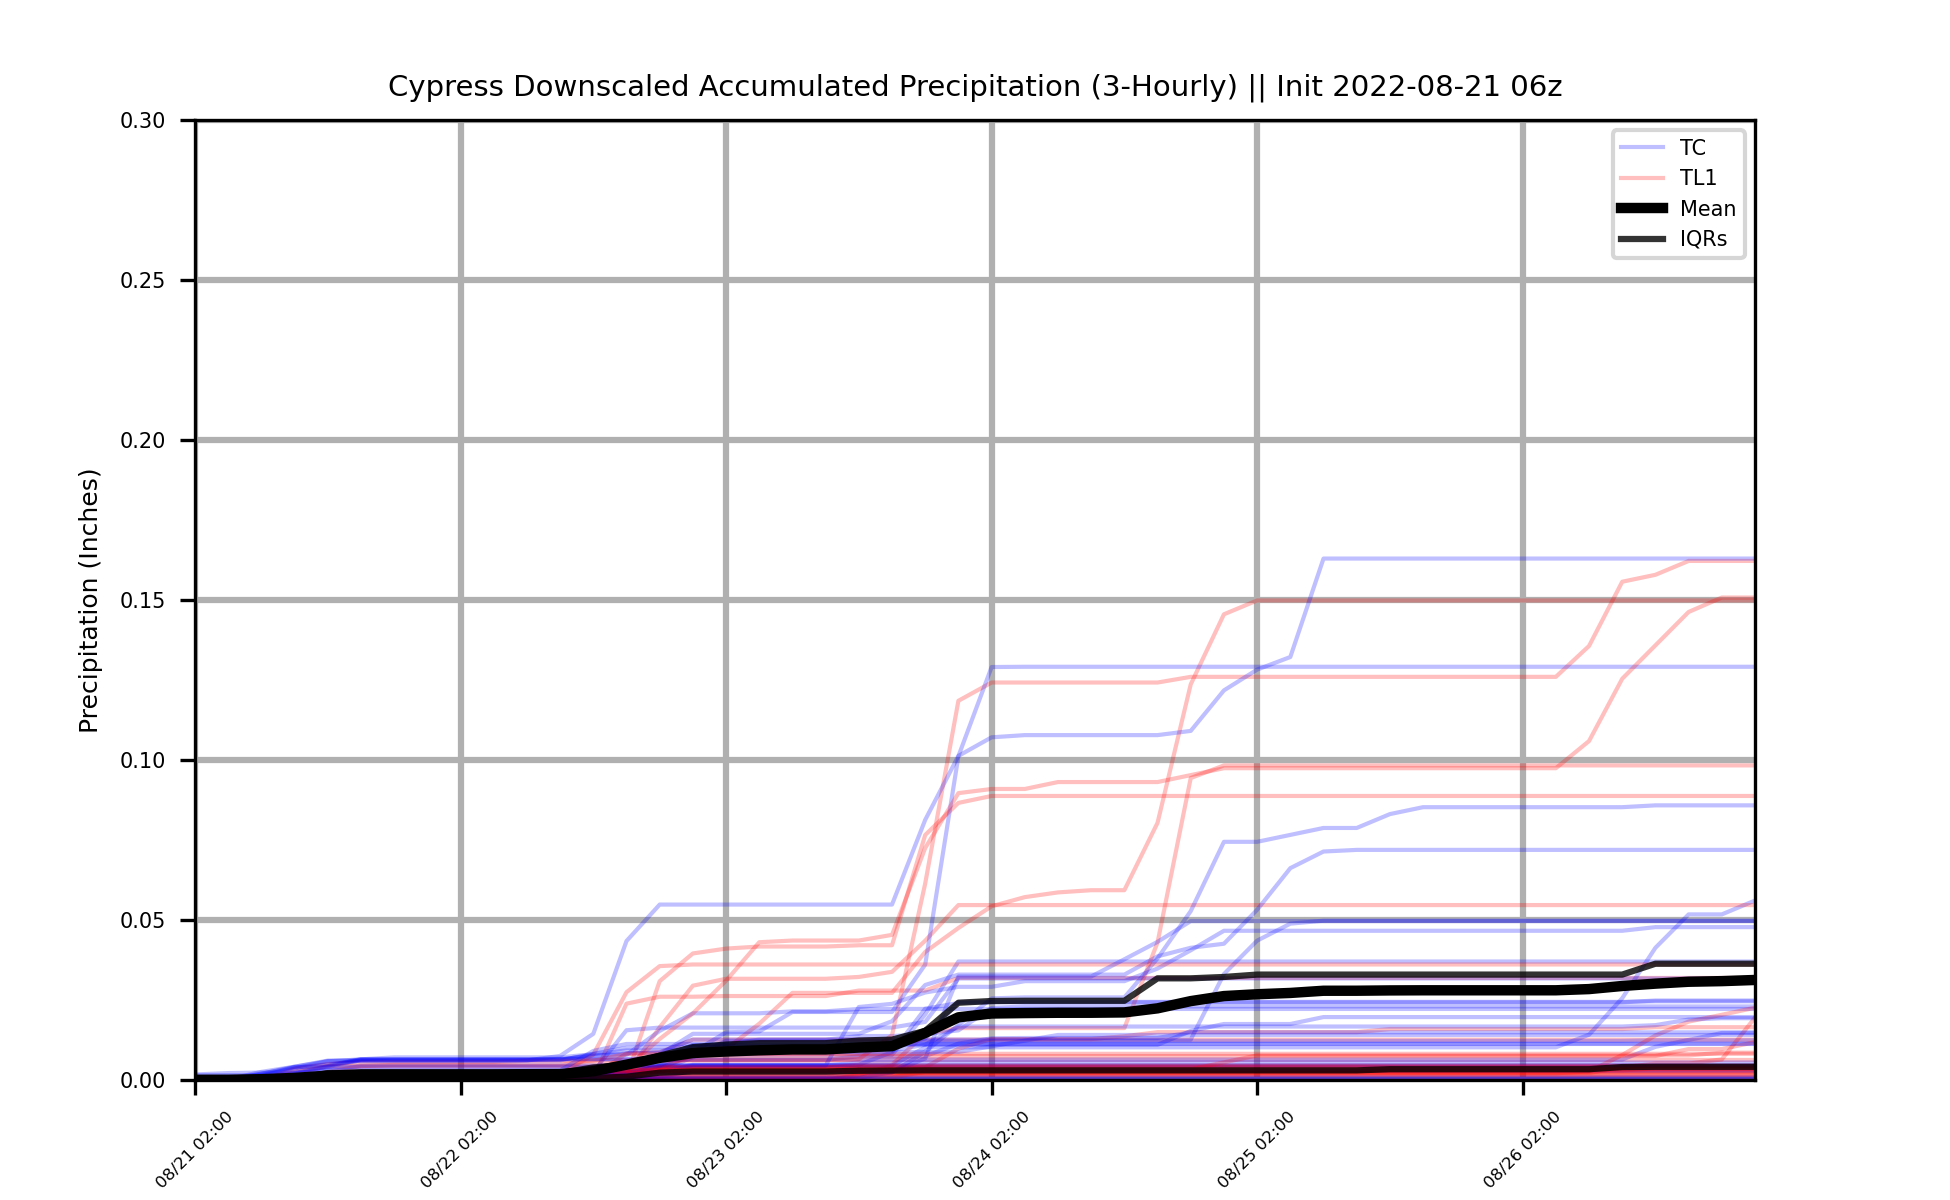 Cypress Downscaled Accumulated Precipitation (3-Hourly) || Init 2022-08-21 06z
TC
TL1
Mean
IQRs
Precipitation (Inches)
0.30
0.25
0.20
0.15
0.10
0.05
0.00
08/21 02:00
08/22 02:00
08/23 02:00
08/24 02:00
08/25 02:00
08/26 02:00